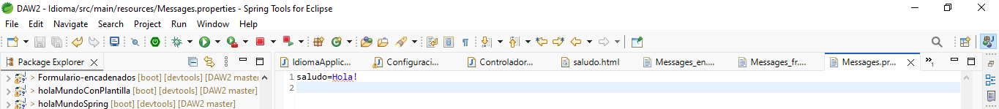 DAW2 - Idioma/src/main/resources/Messages.properties - Spring Tools for Eclipse
File Edit Navigate Search Project Run Window Help
Package Explorer
IdiomaApplic...
Configuraci...
Controlador...
saludo.html
Messages_en....
Messages_fr....
Messages.pr...
»1
> Formulario-encadenados [boot] [devtools] [DAW2 master
> holaMundoConPlantilla [boot] [devtools] [DAW2 master]
> holaMundoSpring [boot] [devtools] [DAW2 master]
1 saludo=Hola!
2